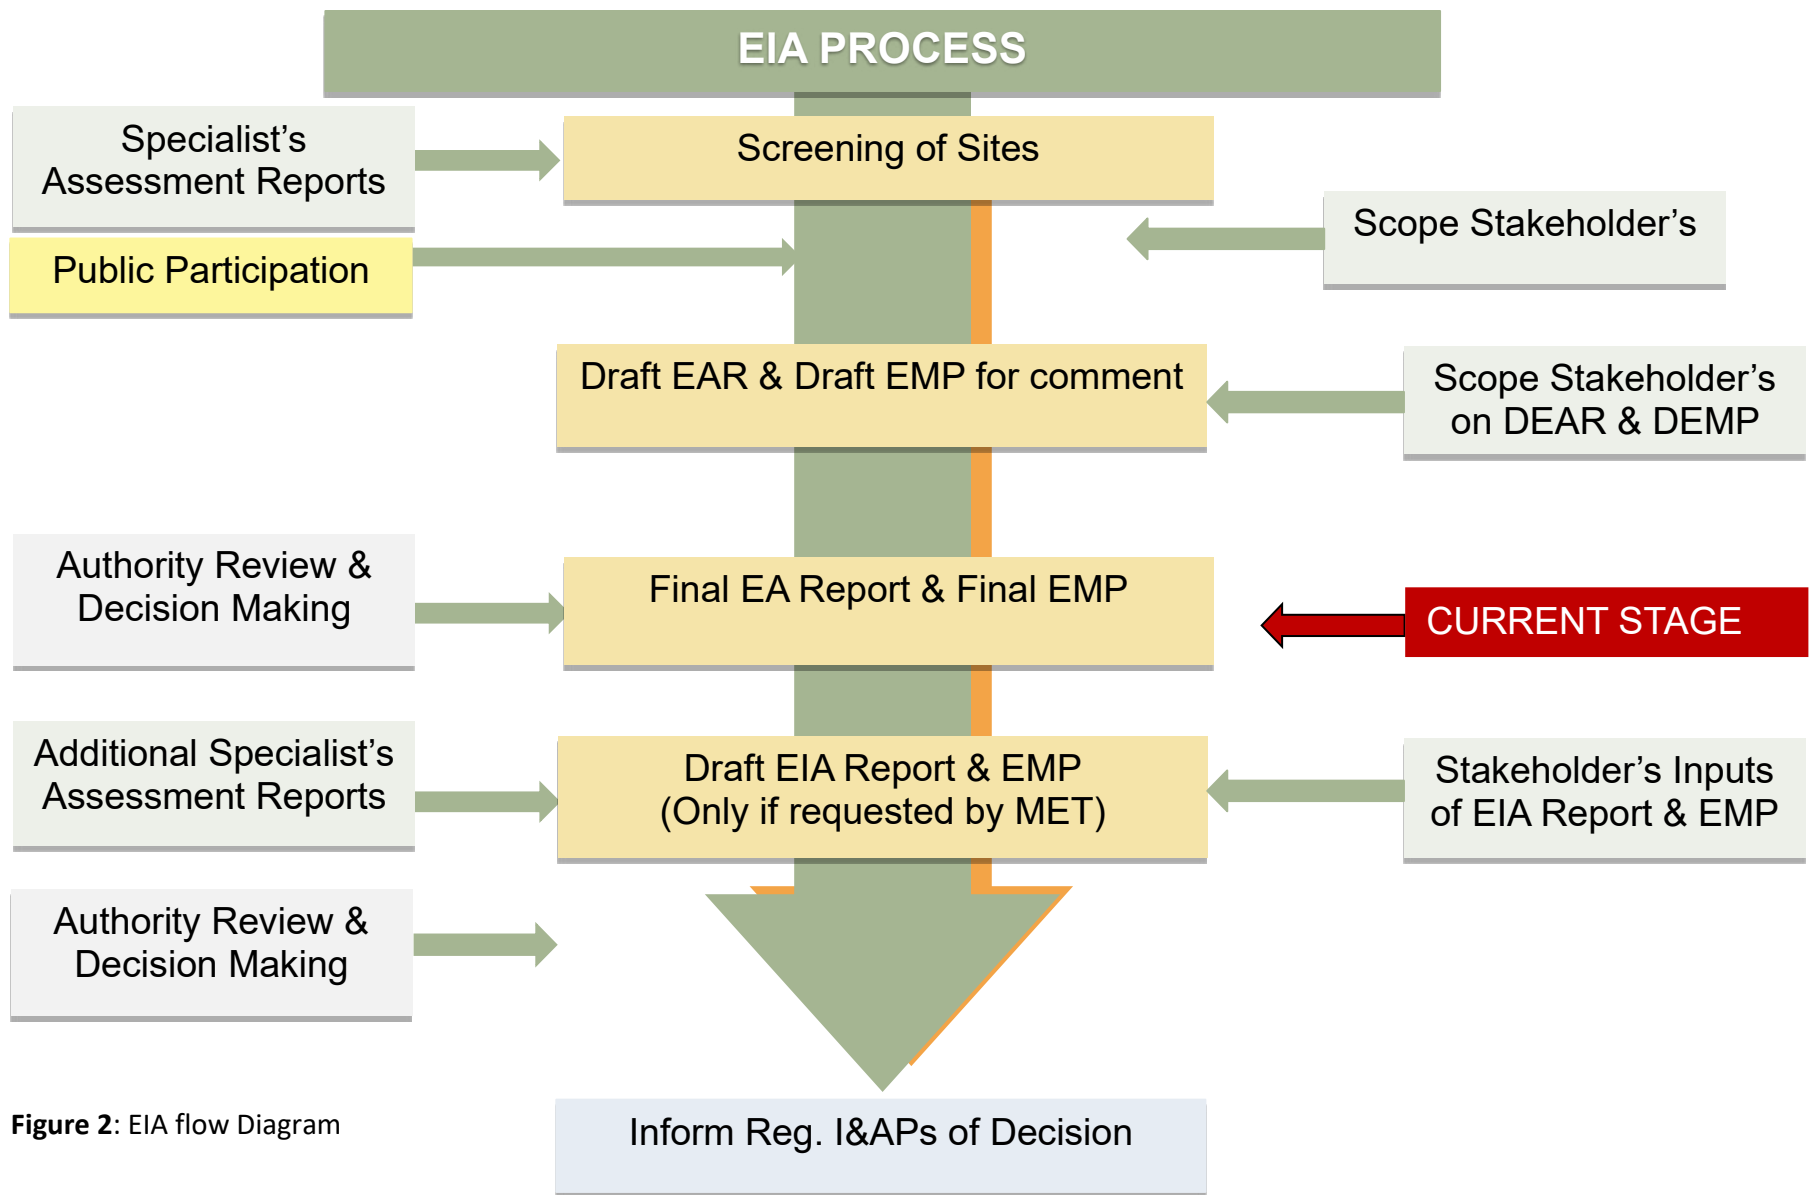 EIA PROCESS
Specialist’s
Assessment Reports
Screening of Sites
Scope Stakeholder’s
Public Participation
Draft EAR & Draft EMP for comment
Scope Stakeholder’s
on DEAR & DEMP
Authority Review &
Decision Making
Final EA Report & Final EMP
CURRENT STAGE
Additional Specialist’s
Assessment Reports
Draft EIA Report & EMP
(Only if requested by MET)
Stakeholder’s Inputs
of EIA Report & EMP
Authority Review &
Decision Making
Inform Reg. I&APs of Decision
Figure 2: EIA flow Diagram